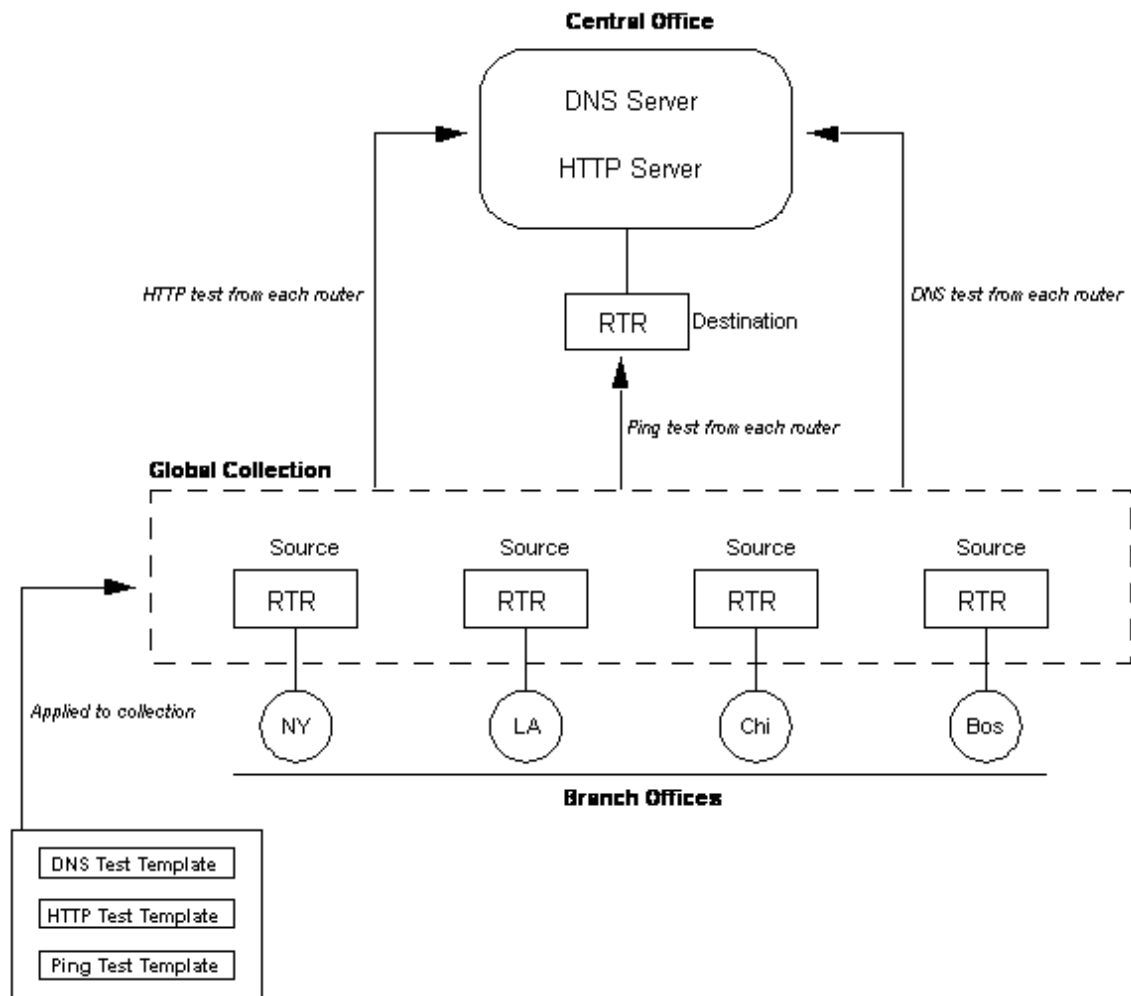 Central Office
DNS Server
HTTP Server
HTTP test from each router
DNS test from each router
RTR
Destination
Ping test from each router
Global Collection
Source
Source
Source
Source
RTR
RTR
RTR
RTR
Applied to collection
NY
LA
Chi
Bos
Branch Offices
DNS Test Template
HTTP Test Template
Ping Test Template